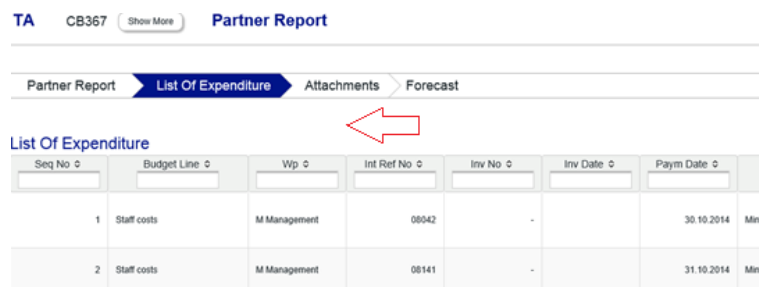 TA CB367 Show More Partner Report
Partner Report List Of Expenditure Attachments Forecast
List Of Expenditure
Seq No Budget Line Wp Int Ref No Inv No Inv Date Paym Date
1 Staff costs M Management 08042 - 30.10.2014
2 Staff costs M Management 08141 - 31.10.2014